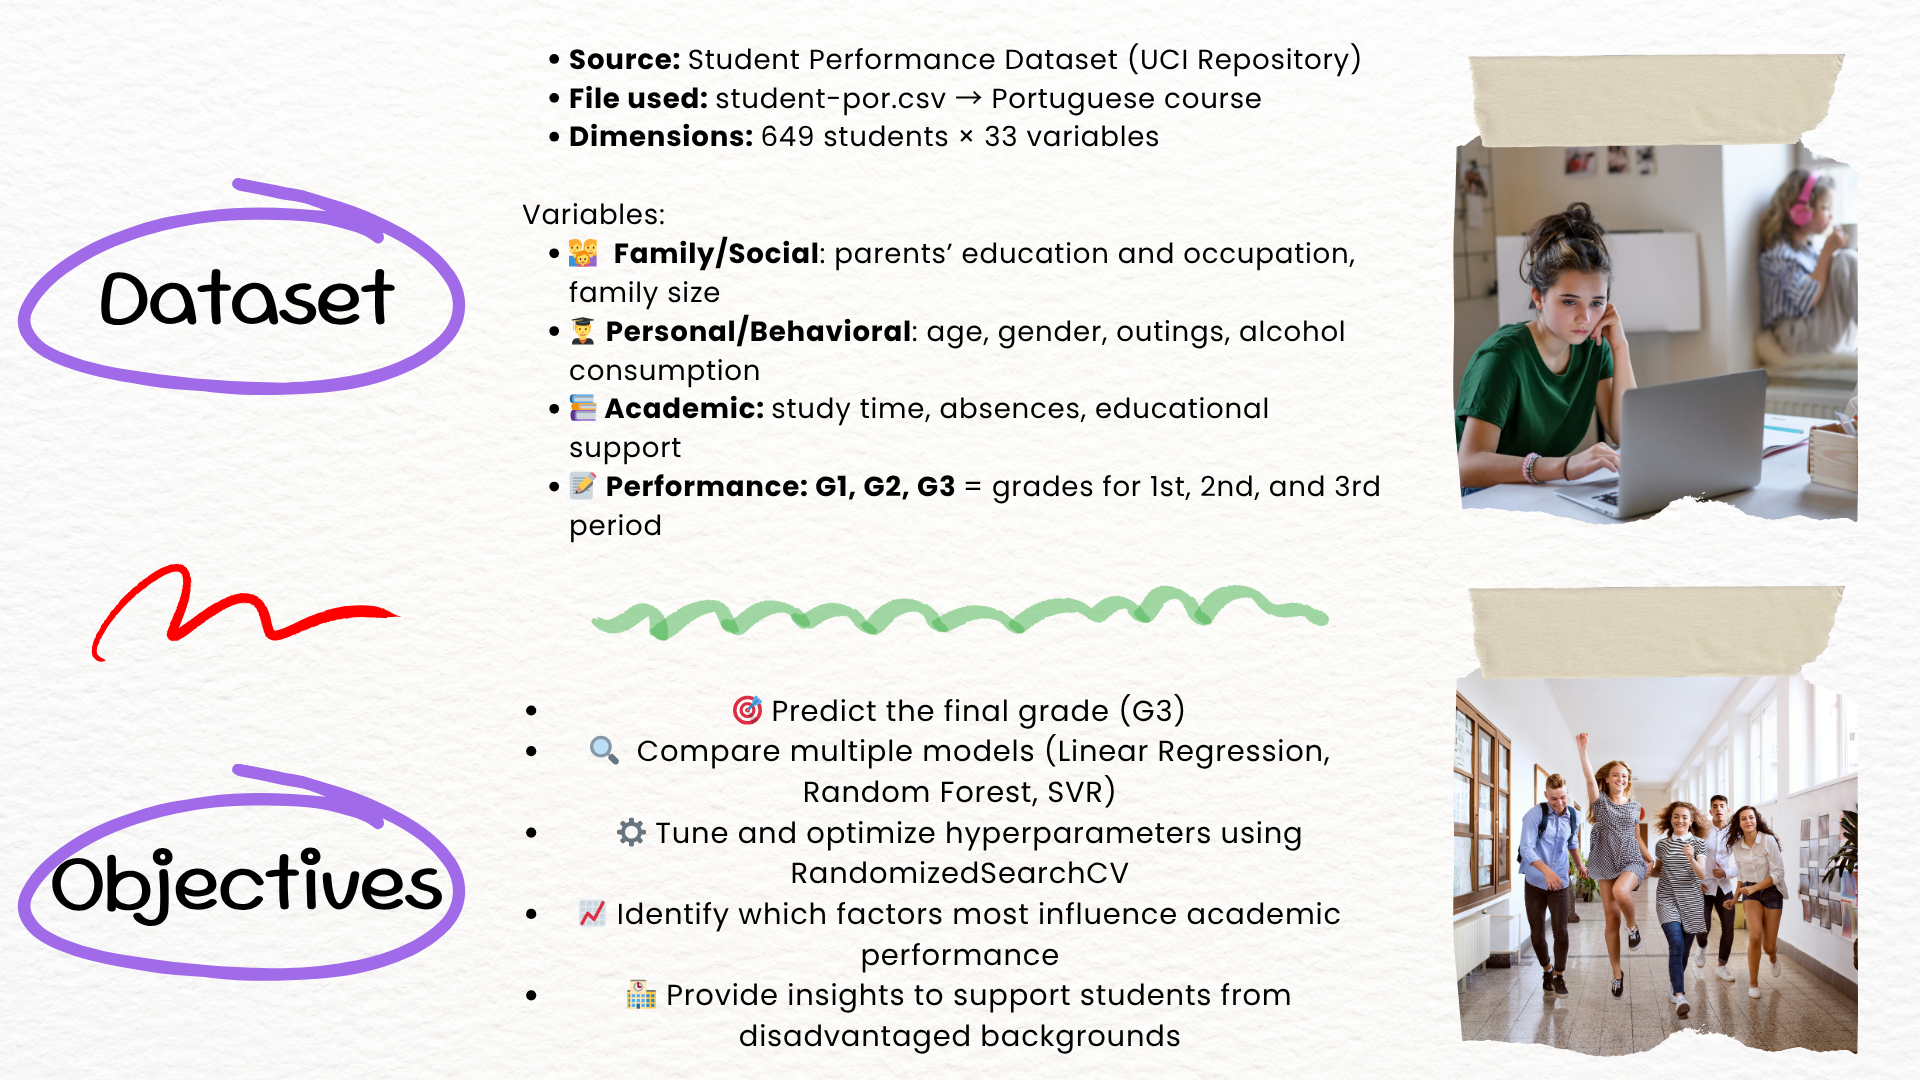 Dataset
• Source: Student Performance Dataset (UCI Repository)
• File used: student-por.csv → Portuguese course
• Dimensions: 649 students × 33 variables
Variables:
• 👨‍👩‍👧 Family/Social: parents’ education and occupation,
family size
• 👨‍🎓 Personal/Behavioral: age, gender, outings, alcohol
consumption
• 📚 Academic: study time, absences, educational
support
• 📝 Performance: G1, G2, G3 = grades for 1st, 2nd, and 3rd
period
Objectives
• 🎯 Predict the final grade (G3)
• 🔍 Compare multiple models (Linear Regression,
Random Forest, SVR)
• ⚙️ Tune and optimize hyperparameters using
RandomizedSearchCV
• 📈 Identify which factors most influence academic
performance
• 🏫 Provide insights to support students from
disadvantaged backgrounds